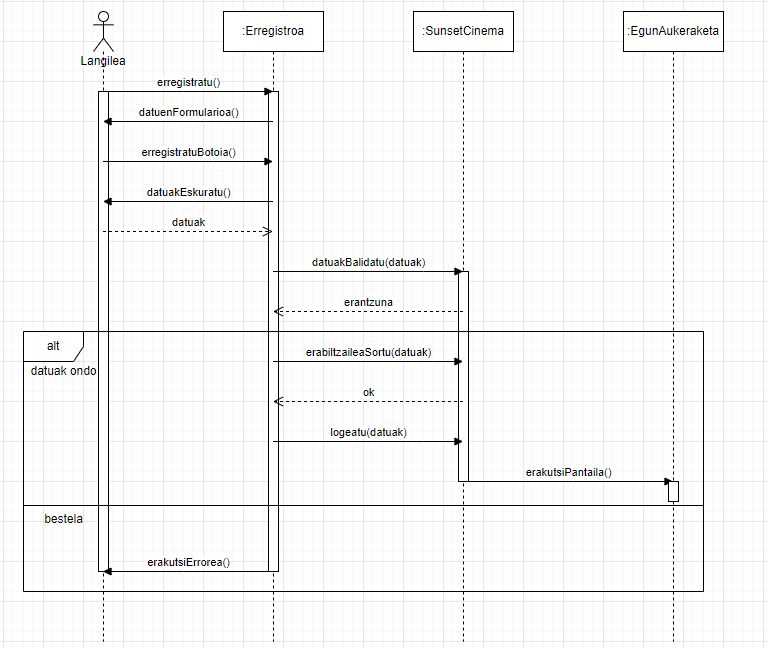 :Erregistroa
:SunsetCinema
:EgunAukeraketa
Langilea
erregistratu()
datuenFormularioa()
erregistratuBotoia()
datuakEskuratu()
datuak
datuakBalidatu(datuak)
erantzuna
alt
datuak ondo
erabiltzaileaSortu(datuak)
ok
logeatu(datuak)
erakutsiPantaila()
bestela
erakutsiErrorea()